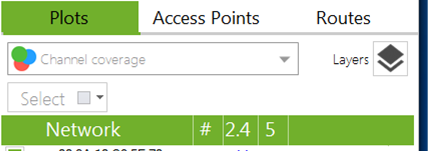 Plots Access Points Routes
Channel coverage Layers
Select
Network # 2.4 5